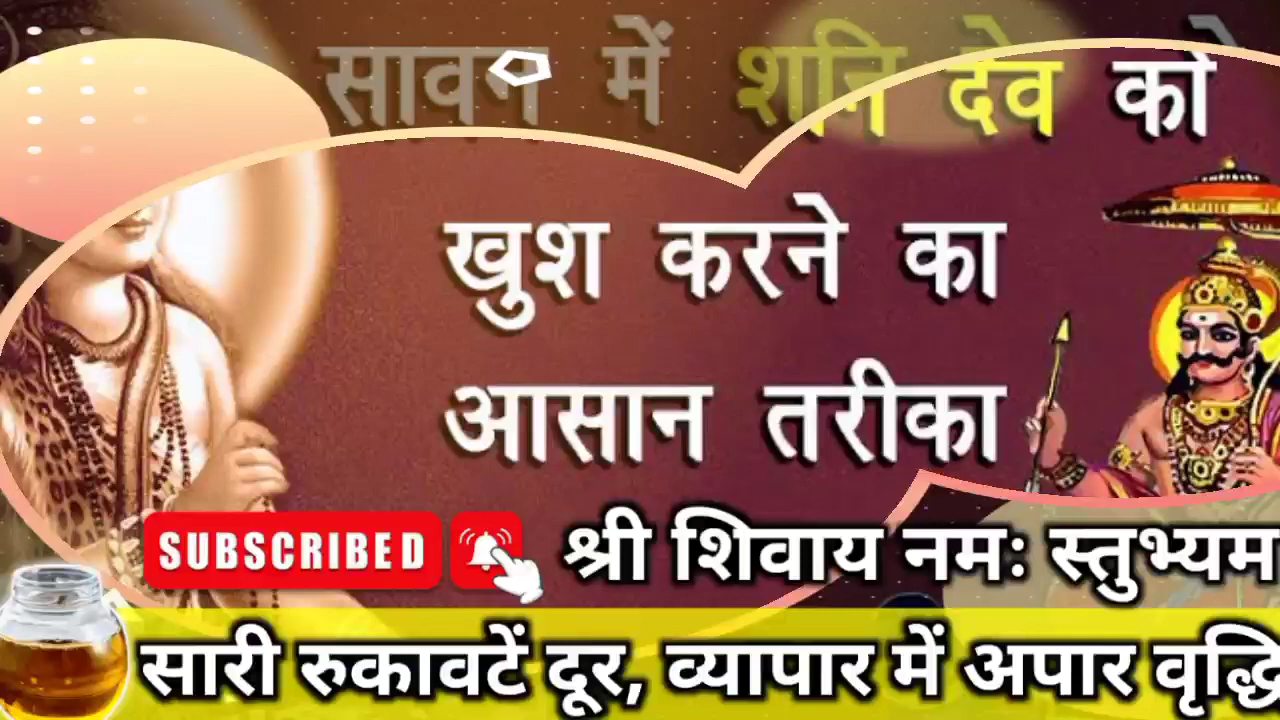 सावन में शनि देव को
खुश करने का
आसान तरीका
SUBSCRIBED
श्री शिवाय नमः स्तुभ्यम
सारी रुकावटें दूर, व्यापार में अपार वृद्धि